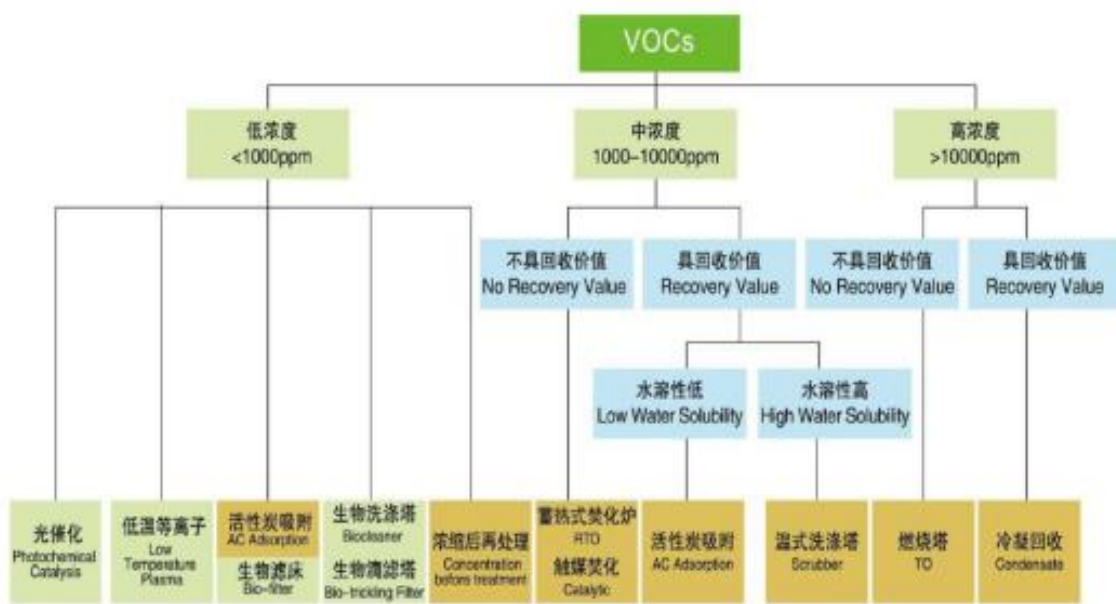 VOCs
低浓度
<1000ppm
中浓度
1000-10000ppm
高浓度
>10000ppm
不具回收价值
No Recovery Value
具回收价值
Recovery Value
不具回收价值
No Recovery Value
具回收价值
Recovery Value
水溶性低
Low Water Solubility
水溶性高
High Water Solubility
光催化
Photochemical
Catalysis
低温等离子
Low
Temperature
Plasma
活性炭吸附
AC Adsorption
生物滤床
Bio-filter
生物洗涤塔
Biocleaner
生物滴滤塔
Bio-trickling Filter
浓缩后再处理
Concentration
befons treatment
蓄热式焚化炉
RTO
触媒焚化
Catalytic
活性炭吸附
AC Adsorption
温式洗涤塔
Scrubber
燃烧塔
TO
冷凝回收
Condensate